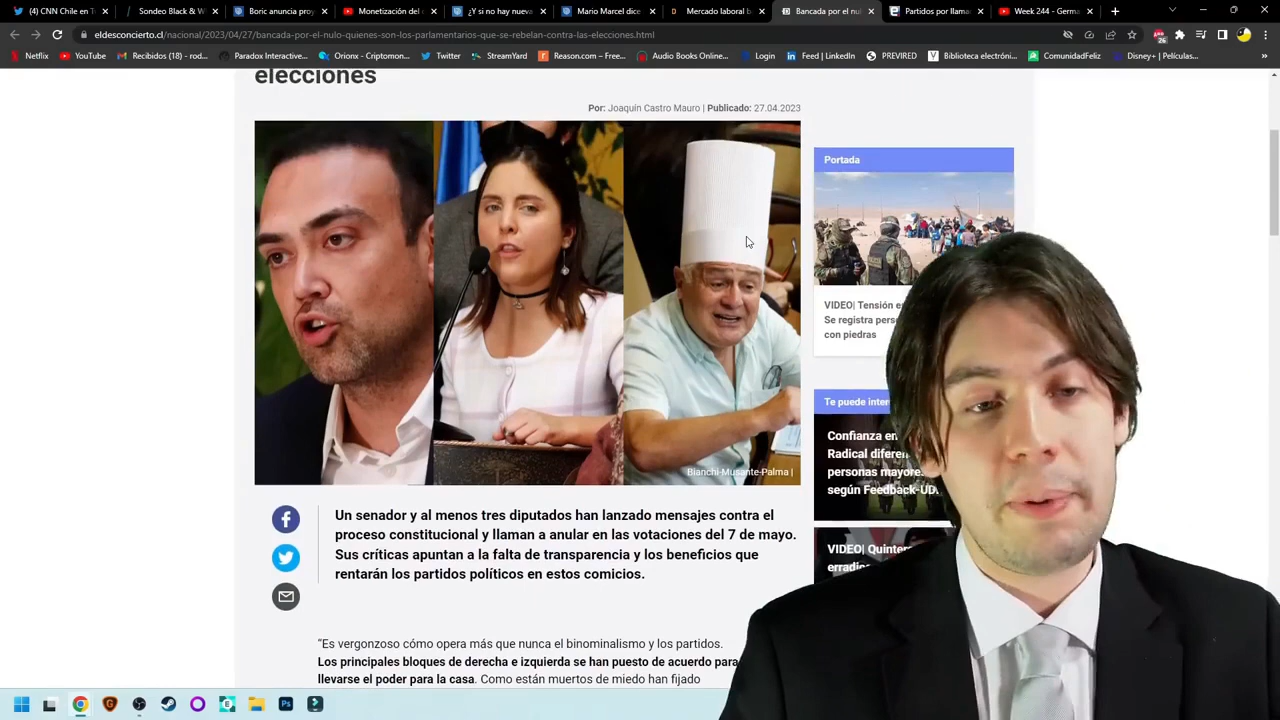 (4) CNN Chile en T
Sondeo Black & W
Boric anuncia proy
Monetización del
¿Y si no hay nueva
Mario Marcel dice
Mercado laboral b
Bancada por el nul
Partidos por llama
Week 244 - Germa
eldesconcierto.cl/nacional/2023/04/27/bancada-por-el-nulo-quienes-son-los-parlamentarios-que-se-rebelan-contra-las-elecciones.html
26
Netflix
YouTube
Recibidos (18) - rod...
Paradox Interactive...
Orionx - Criptomon...
Twitter
StreamYard
Reason.com – Free...
Audio Books Online...
Login
Feed | LinkedIn
PREVIRED
Biblioteca electróni...
ComunidadFeliz
Disney+ | Películas...
»
elecciones
Por: Joaquín Castro Mauro | Publicado: 27.04.2023
Bianchi-Musante-Palma |
Un senador y al menos tres diputados han lanzado mensajes contra el
proceso constitucional y llaman a anular en las votaciones del 7 de mayo.
Sus críticas apuntan a la falta de transparencia y los beneficios que
rentarán los partidos políticos en estos comicios.
“Es vergonzoso cómo opera más que nunca el binominalismo y los partidos.
Los principales bloques de derecha e izquierda se han puesto de acuerdo para
llevarse el poder para la casa. Como están muertos de miedo han fijado
Portada
VIDEO| Tensión e
Se registra pers
con piedras
Te puede inter
Confianza en
Radical diferen
personas mayore
según Feedback-UD
VIDEO| Quinter
erradic